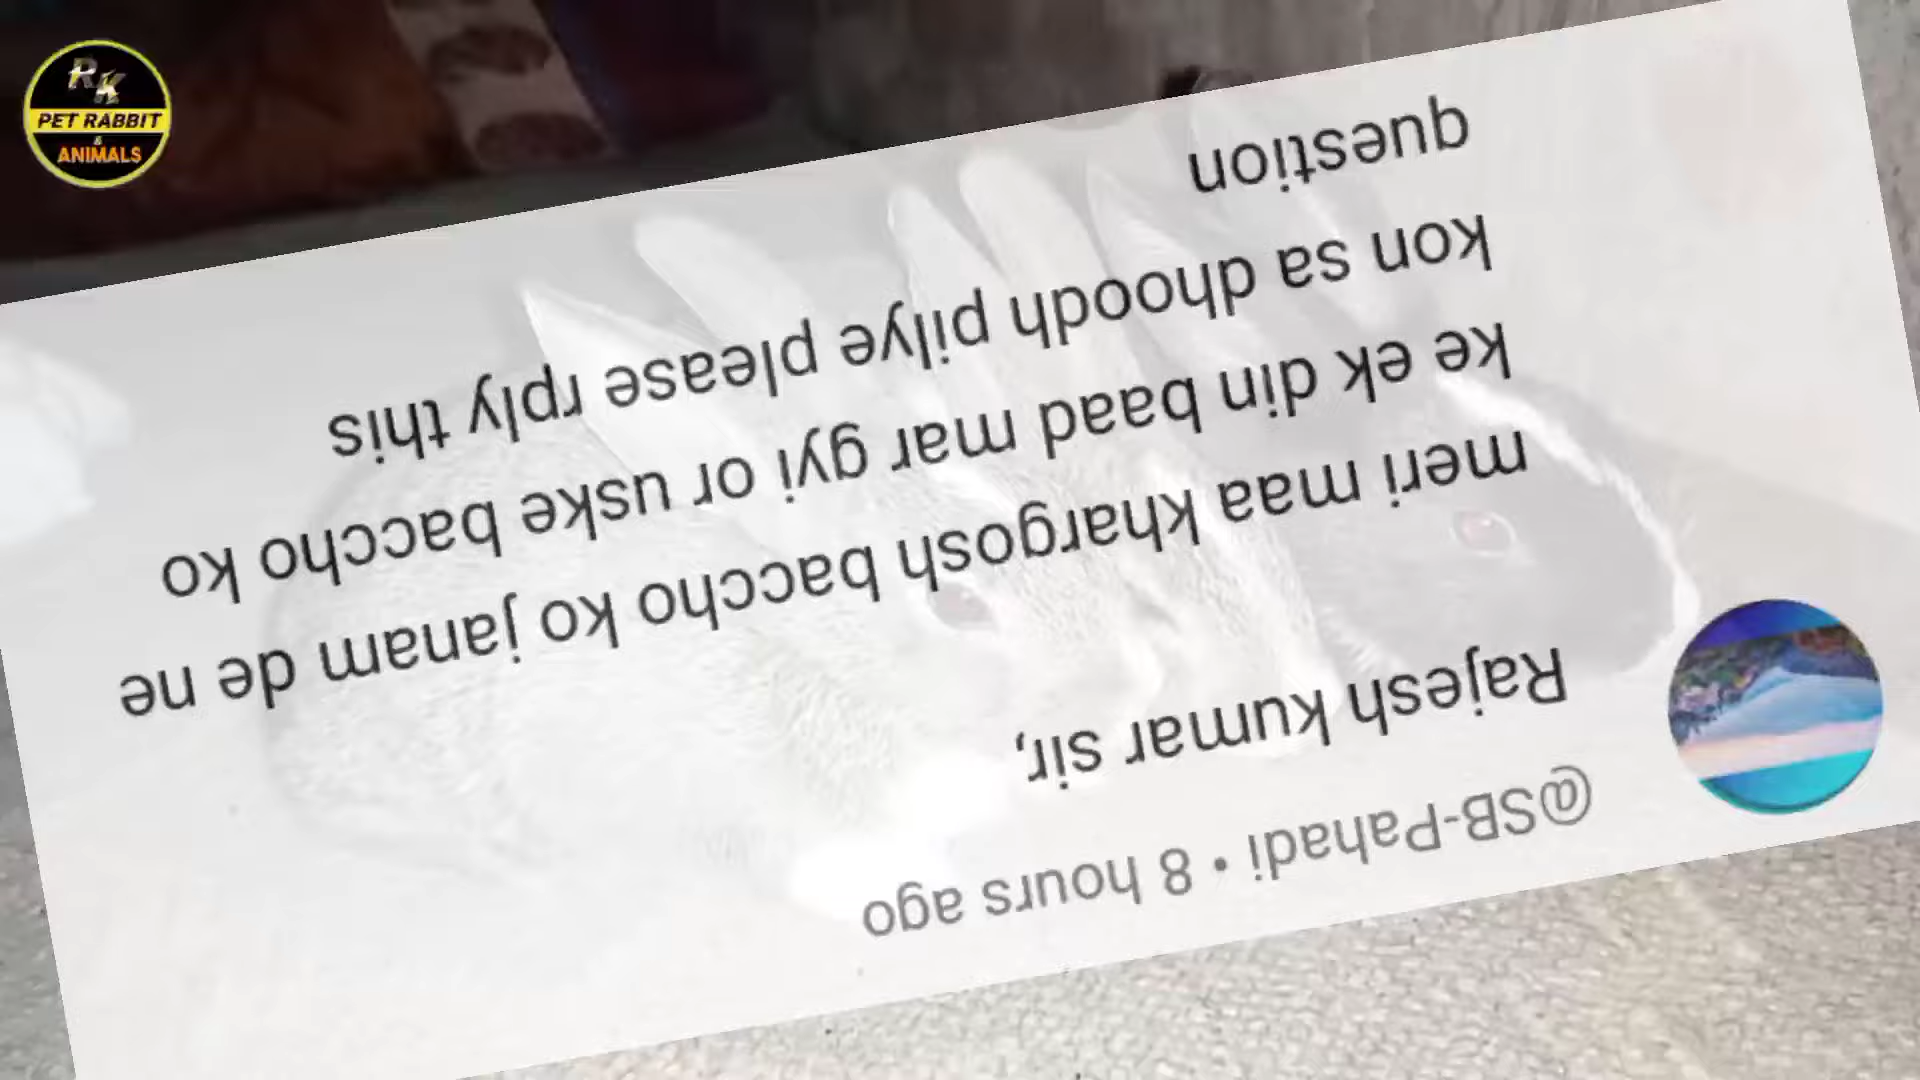 RK
PET RABBIT
&
ANIMALS
@SB-Pahadi • 8 hours ago
Rajesh kumar sir,
meri maa khargosh baccho ko janam de ne
ke ek din baad mar gyi or uske baccho ko
kon sa dhoodh pilye please rply this
question